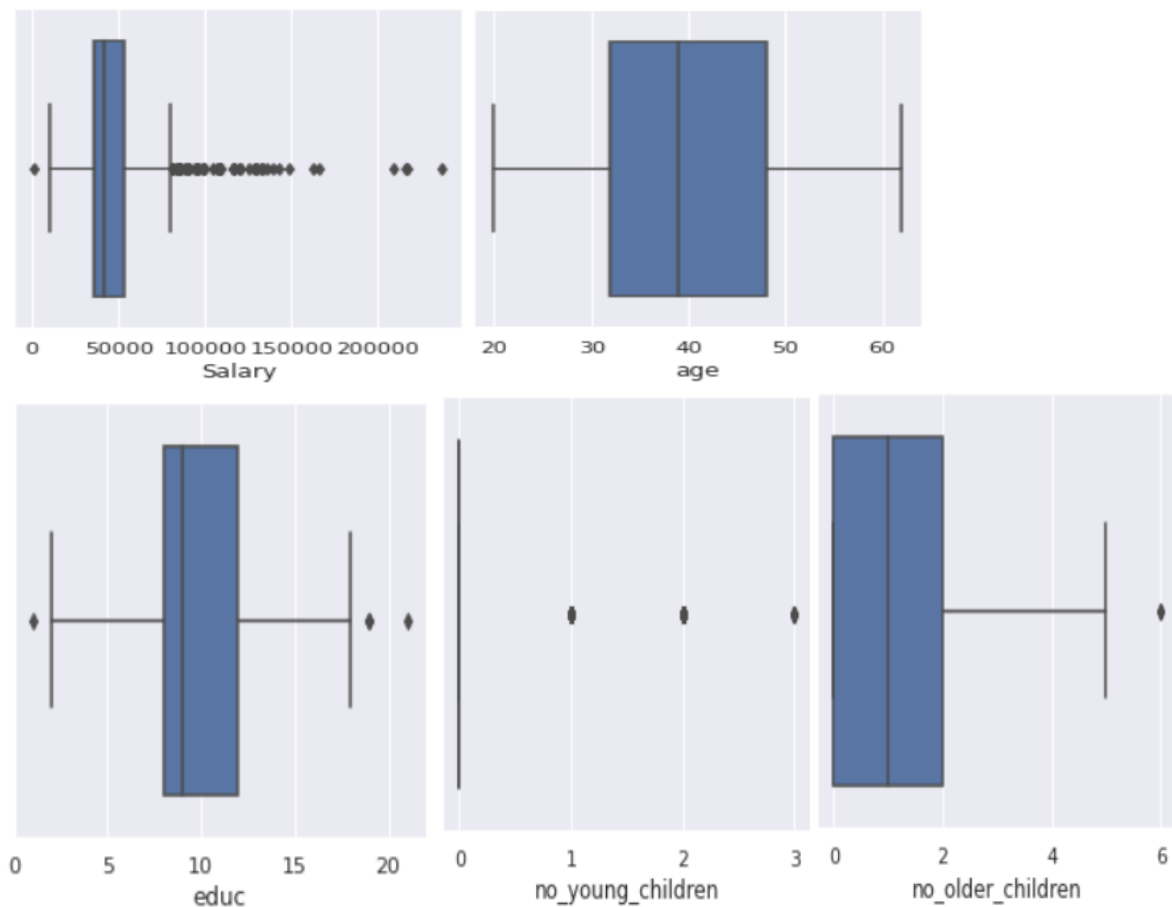 0 50000 100000 150000 200000
Salary
20 30 40 50 60
age
0 5 10 15 20
educ
0 1 2 3
no_young_children
0 2 4 6
no_older_children